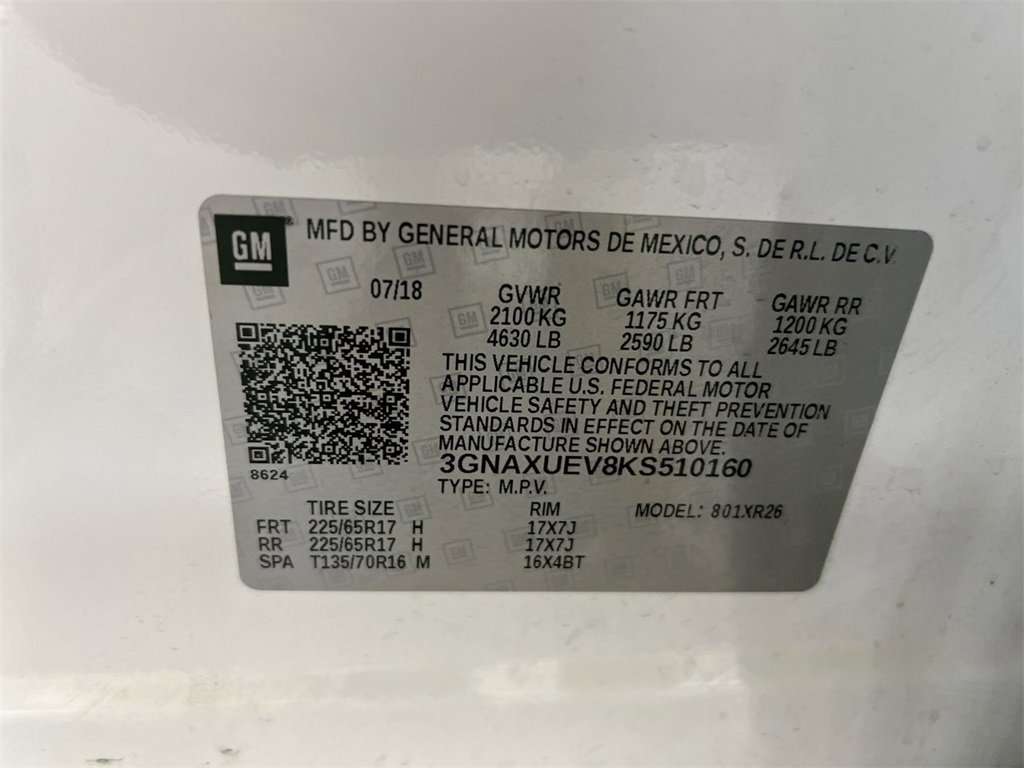 GM ® MFD BY GENERAL MOTORS DE MEXICO, S. DE R.L. DE C.V.
07/18 GVWR GAWR FRT GAWR RR
2100 KG 1175 KG 1200 KG
4630 LB 2590 LB 2645 LB
THIS VEHICLE CONFORMS TO ALL
APPLICABLE U.S. FEDERAL MOTOR
VEHICLE SAFETY AND THEFT PREVENTION
STANDARDS IN EFFECT ON THE DATE OF
MANUFACTURE SHOWN ABOVE.
8624 3GNAXUEV8KS510160
TYPE: M.P.V.
TIRE SIZE RIM MODEL: 801XR26
FRT 225/65R17 H 17X7J
RR 225/65R17 H 17X7J
SPA T135/70R16 M 16X4BT